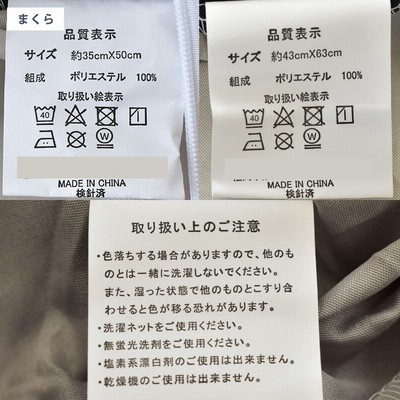 まくら
品質表示
サイズ 約35cmX50cm
組成 ポリエステル 100%
取り扱い絵表示
40
W
MADE IN CHINA
検針済
品質表示
サイズ 約43cmX63cm
組成 ポリエステル 100%
取り扱い絵表示
40
W
MADE IN CHINA
検針済
取り扱い上のご注意
・色落ちする場合がありますので、他のも
のとは一緒に洗濯しないでください。
また、湿った状態で他のものとこすり合
わせると色が移る恐れがあります。
・洗濯ネットをご使用ください。
・無蛍光洗剤をご使用ください。
・塩素系漂白剤のご使用は出来ません。
・乾燥機のご使用は出来ません。